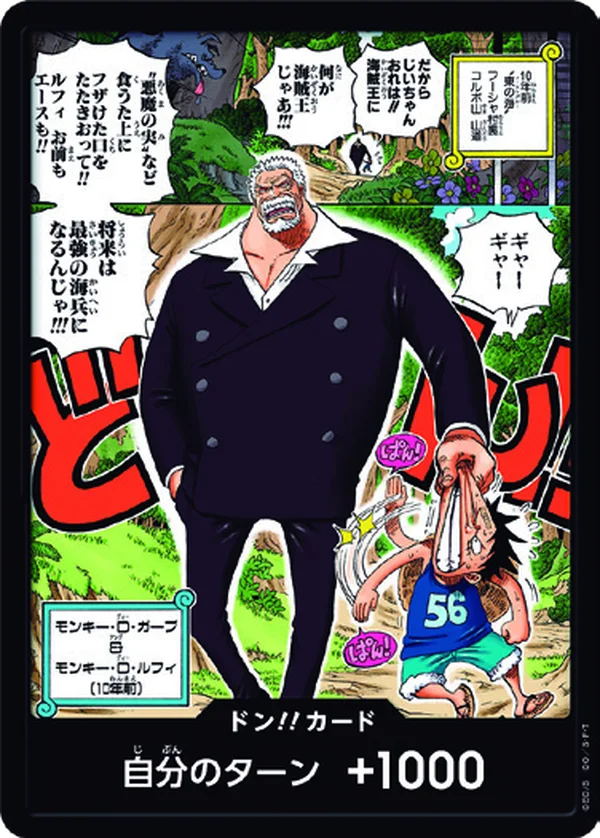 10年前
“東の海”
フーシャ村裏
コルボ山 山道
だから
じいちゃん
おれは!!
海賊王に
何が
海賊王
じゃあ!!!
“悪魔の実”など
食うた上に
フザけた口を
たたきおって!!
ルフィ お前も
エースも!!
将来は
最強の海兵に
なるんじゃ!!!
ギャー
ギャー
ど
ん!!
ぱん!
56
ぱん!
モンキー・D・ガープ
&
モンキー・D・ルフィ
(10年前)
ドン!!カード
自分のターン +1000